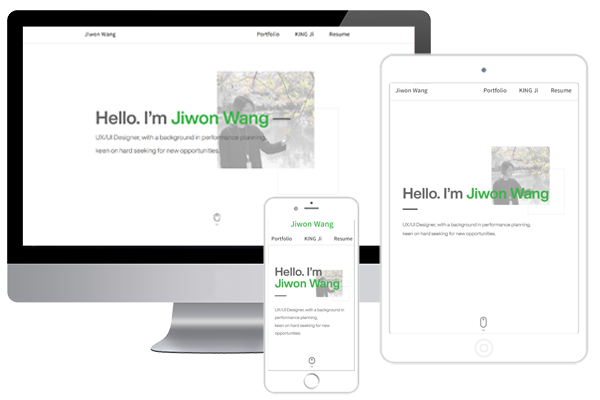 Jiwon Wang Portfolio KING Ji Resume
Hello. I'm Jiwon Wang
UX/UI Designer, with a background in performance planning,
keen on hard seeking for new opportunities.
Jiwon Wang Portfolio KING Ji Resume
Hello. I'm Jiwon Wang
UX/UI Designer, with a background in performance planning,
keen on hard seeking for new opportunities.
Jiwon Wang
Portfolio KING Ji Resume
Hello. I'm
Jiwon Wang
UX/UI Designer, with a background in
performance planning,
keen on hard seeking for new
opportunities.